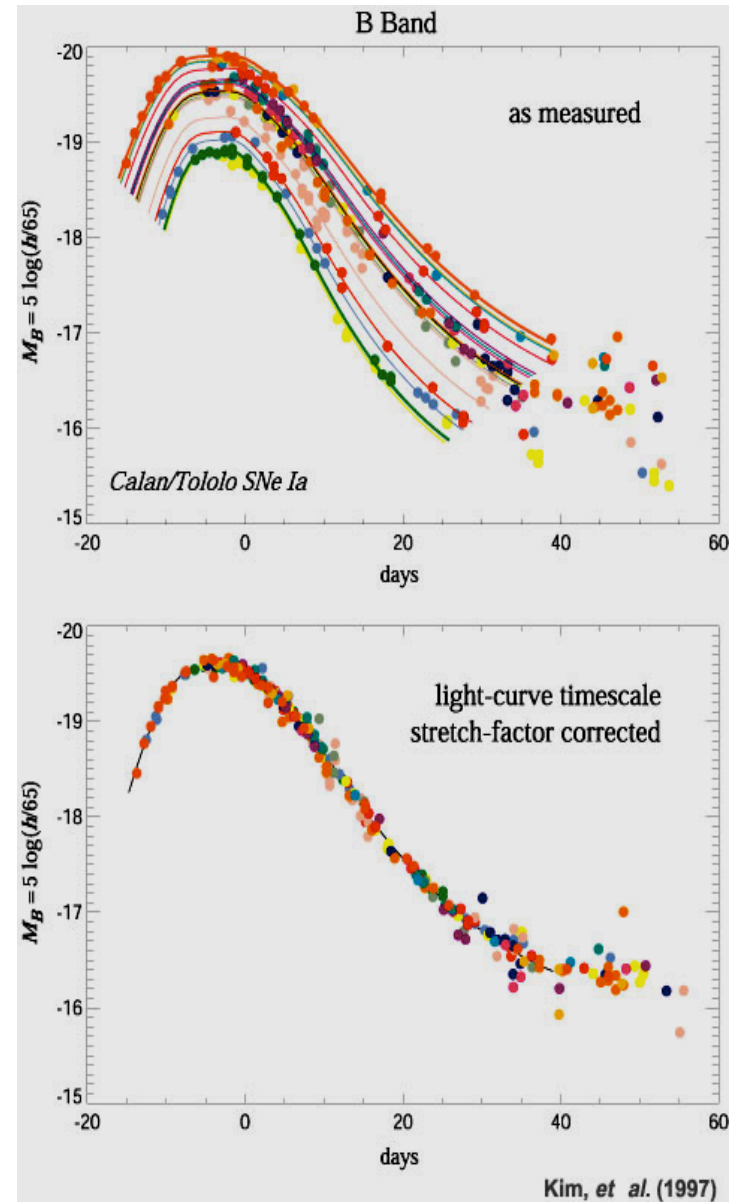 B Band
-20
as measured
-19
-18
-17
-16
Calan/Tololo SNe Ia
-15
-20 0 20 40 60
days
M_B = 5 log(h/65)
-20
light-curve timescale
stretch-factor corrected
-19
-18
-17
-16
-15
-20 0 20 40 60
days
M_B = 5 log(h/65)
Kim, et al. (1997)